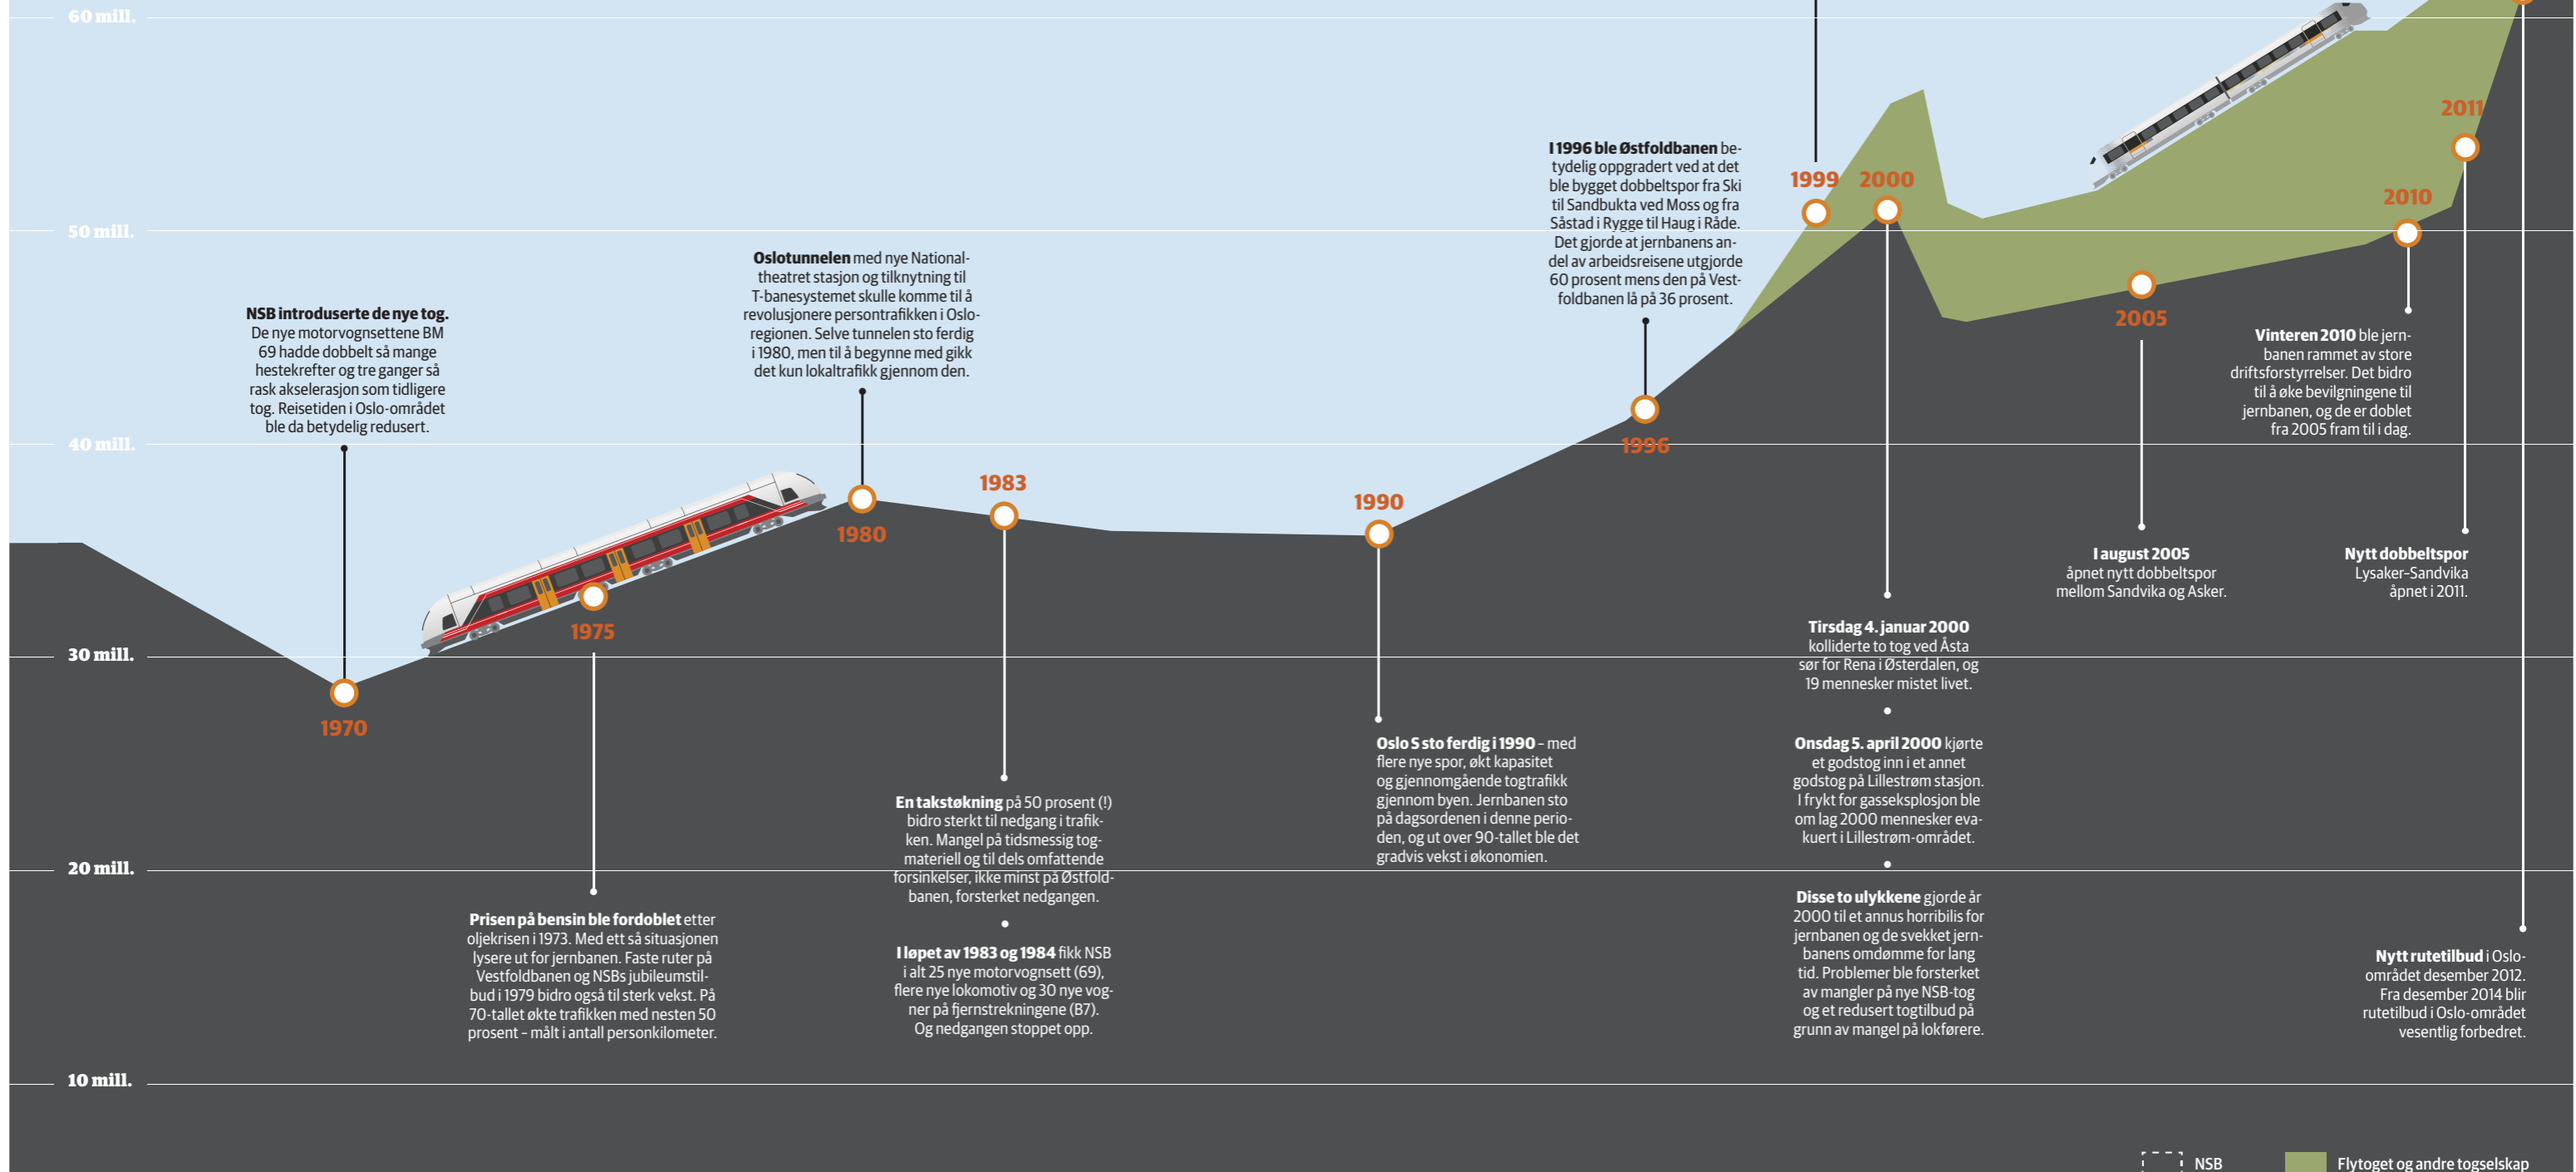 60 mill.
50 mill.
40 mill.
30 mill.
20 mill.
10 mill.
NSB introduserte de nye tog.
De nye motorvognsettene BM
69 hadde dobbelt så mange
hestekrefter og tre ganger så
rask akselerasjon som tidligere
tog. Reisetiden i Oslo-området
ble da betydelig redusert.
1970
1975
Prisen på bensin ble fordoblet etter
oljekrisen i 1973. Med ett så situasjonen
lysere ut for jernbanen. Faste ruter på
Vestfoldbanen og NSBs jubileumstil-
bud i 1979 bidro også til sterk vekst. På
70-tallet økte trafikken med nesten 50
prosent – målt i antall personkilometer.
Oslotunnelen med nye National-
theatret stasjon og tilknytning til
T-banesystemet skulle komme til å
revolusjonere persontrafikken i Oslo-
regionen. Selve tunnelen sto ferdig
i 1980, men til å begynne med gikk
det kun lokaltrafikk gjennom den.
1980
1983
En takstøkning på 50 prosent (!)
bidro sterkt til nedgang i trafik-
ken. Mangel på tidsmessig tog-
materiell og til dels omfattende
forsinkelser, ikke minst på Østfold-
banen, forsterket nedgangen.
I løpet av 1983 og 1984 fikk NSB
i alt 25 nye motorvognsett (69),
flere nye lokomotiv og 30 nye vog-
ner på fjernstrekningene (B7).
Og nedgangen stoppet opp.
1990
Oslo S sto ferdig i 1990 – med
flere nye spor, økt kapasitet
og gjennomgående togtrafikk
gjennom byen. Jernbanen sto
på dagsordenen i denne perio-
den, og ut over 90-tallet ble det
gradvis vekst i økonomien.
I 1996 ble Østfoldbanen be-
tydelig oppgradert ved at det
ble bygget dobbeltspor fra Ski
til Sandbukta ved Moss og fra
Såstad i Rygge til Haug i Råde.
Det gjorde at jernbanens an-
del av arbeidsreisene utgjorde
60 prosent mens den på Vest-
foldbanen lå på 36 prosent.
1996
1999
2000
Tirsdag 4. januar 2000
kolliderte to tog ved Åsta
sør for Rena i Østerdalen, og
19 mennesker mistet livet.
Onsdag 5. april 2000 kjørte
et godstog inn i et annet
godstog på Lillestrøm stasjon.
I frykt for gasseksplosjon ble
om lag 2000 mennesker eva-
kuert i Lillestrøm-området.
Disse to ulykkene gjorde år
2000 til et annus horribilis for
jernbanen og de svekket jern-
banens omdømme for lang
tid. Problemer ble forsterket
av mangler på nye NSB-tog
og et redusert togtilbud på
grunn av mangel på lokførere.
2005
I august 2005
åpnet nytt dobbeltspor
mellom Sandvika og Asker.
2010
Vinteren 2010 ble jern-
banen rammet av store
driftsforstyrrelser. Det bidro
til å øke bevilgningene til
jernbanen, og de er doblet
fra 2005 fram til i dag.
2011
Nytt dobbeltspor
Lysaker–Sandvika
åpnet i 2011.
Nytt rutetilbud i Oslo-
området desember 2012.
Fra desember 2014 blir
rutetilbud i Oslo-området
vesentlig forbedret.
NSB
Flytoget og andre togselskap